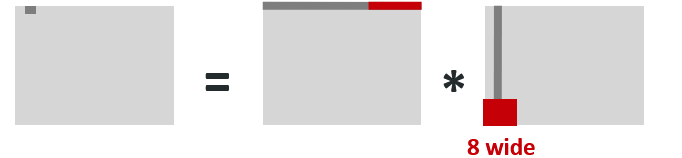 = *
8 wide